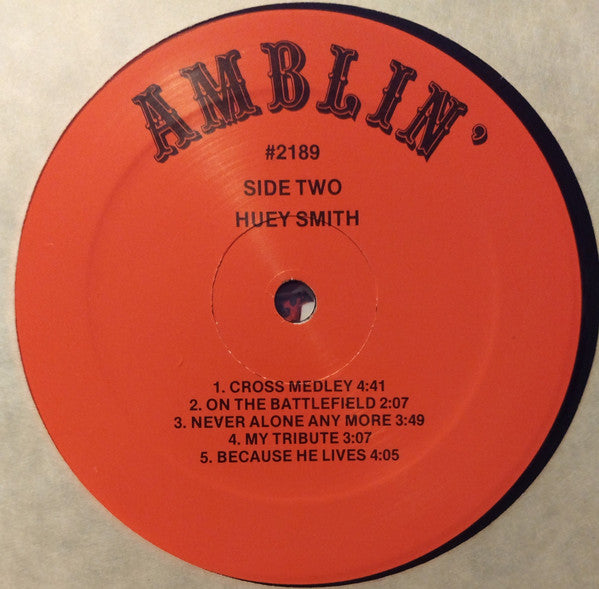 AMBLIN'
#2189
SIDE TWO
HUEY SMITH
1. CROSS MEDLEY 4:41
2. ON THE BATTLEFIELD 2:07
3. NEVER ALONE ANY MORE 3:49
4. MY TRIBUTE 3:07
5. BECAUSE HE LIVES 4:05